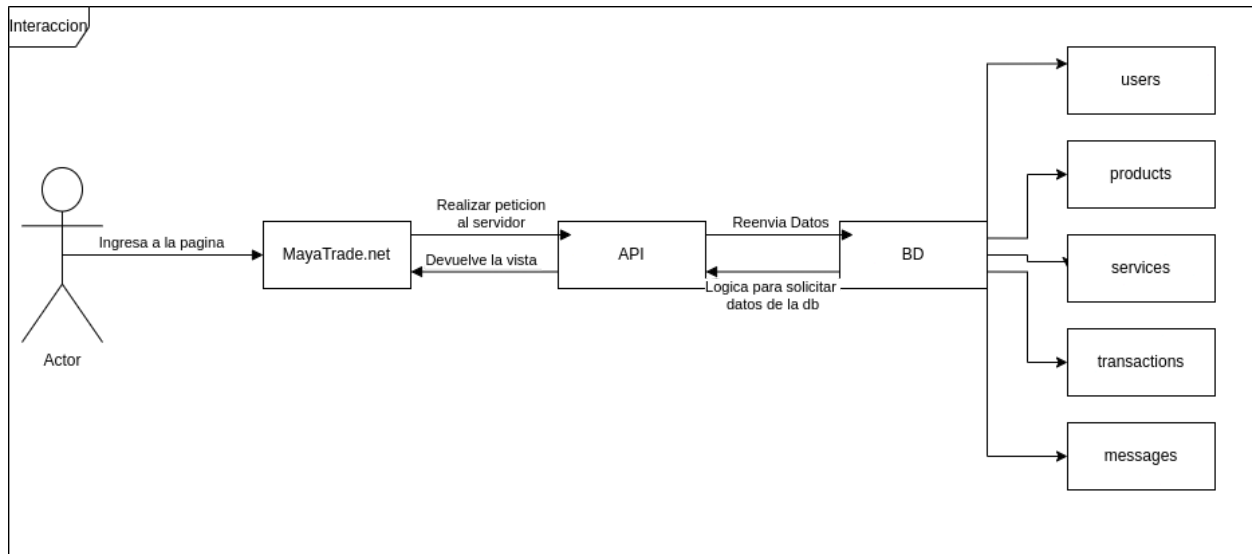 Interaccion
users
products
Realizar peticion
al servidor
Reenvia Datos
Ingresa a la pagina
MayaTrade.net
API
BD
services
Devuelve la vista
Logica para solicitar
datos de la db
Actor
transactions
messages